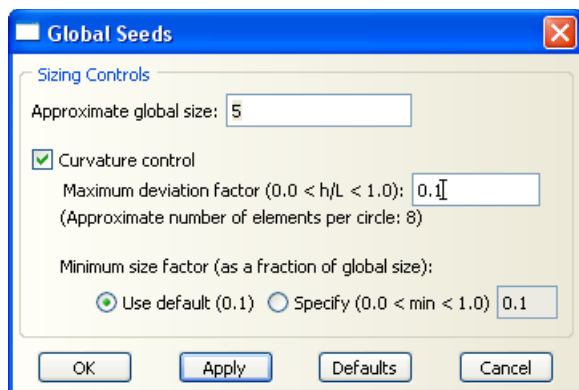 Global Seeds
Sizing Controls
Approximate global size: 5
Curvature control
Maximum deviation factor (0.0 < h/L < 1.0): 0.1
(Approximate number of elements per circle: 8)
Minimum size factor (as a fraction of global size):
Use default (0.1) Specify (0.0 < min < 1.0) 0.1
OK Apply Defaults Cancel